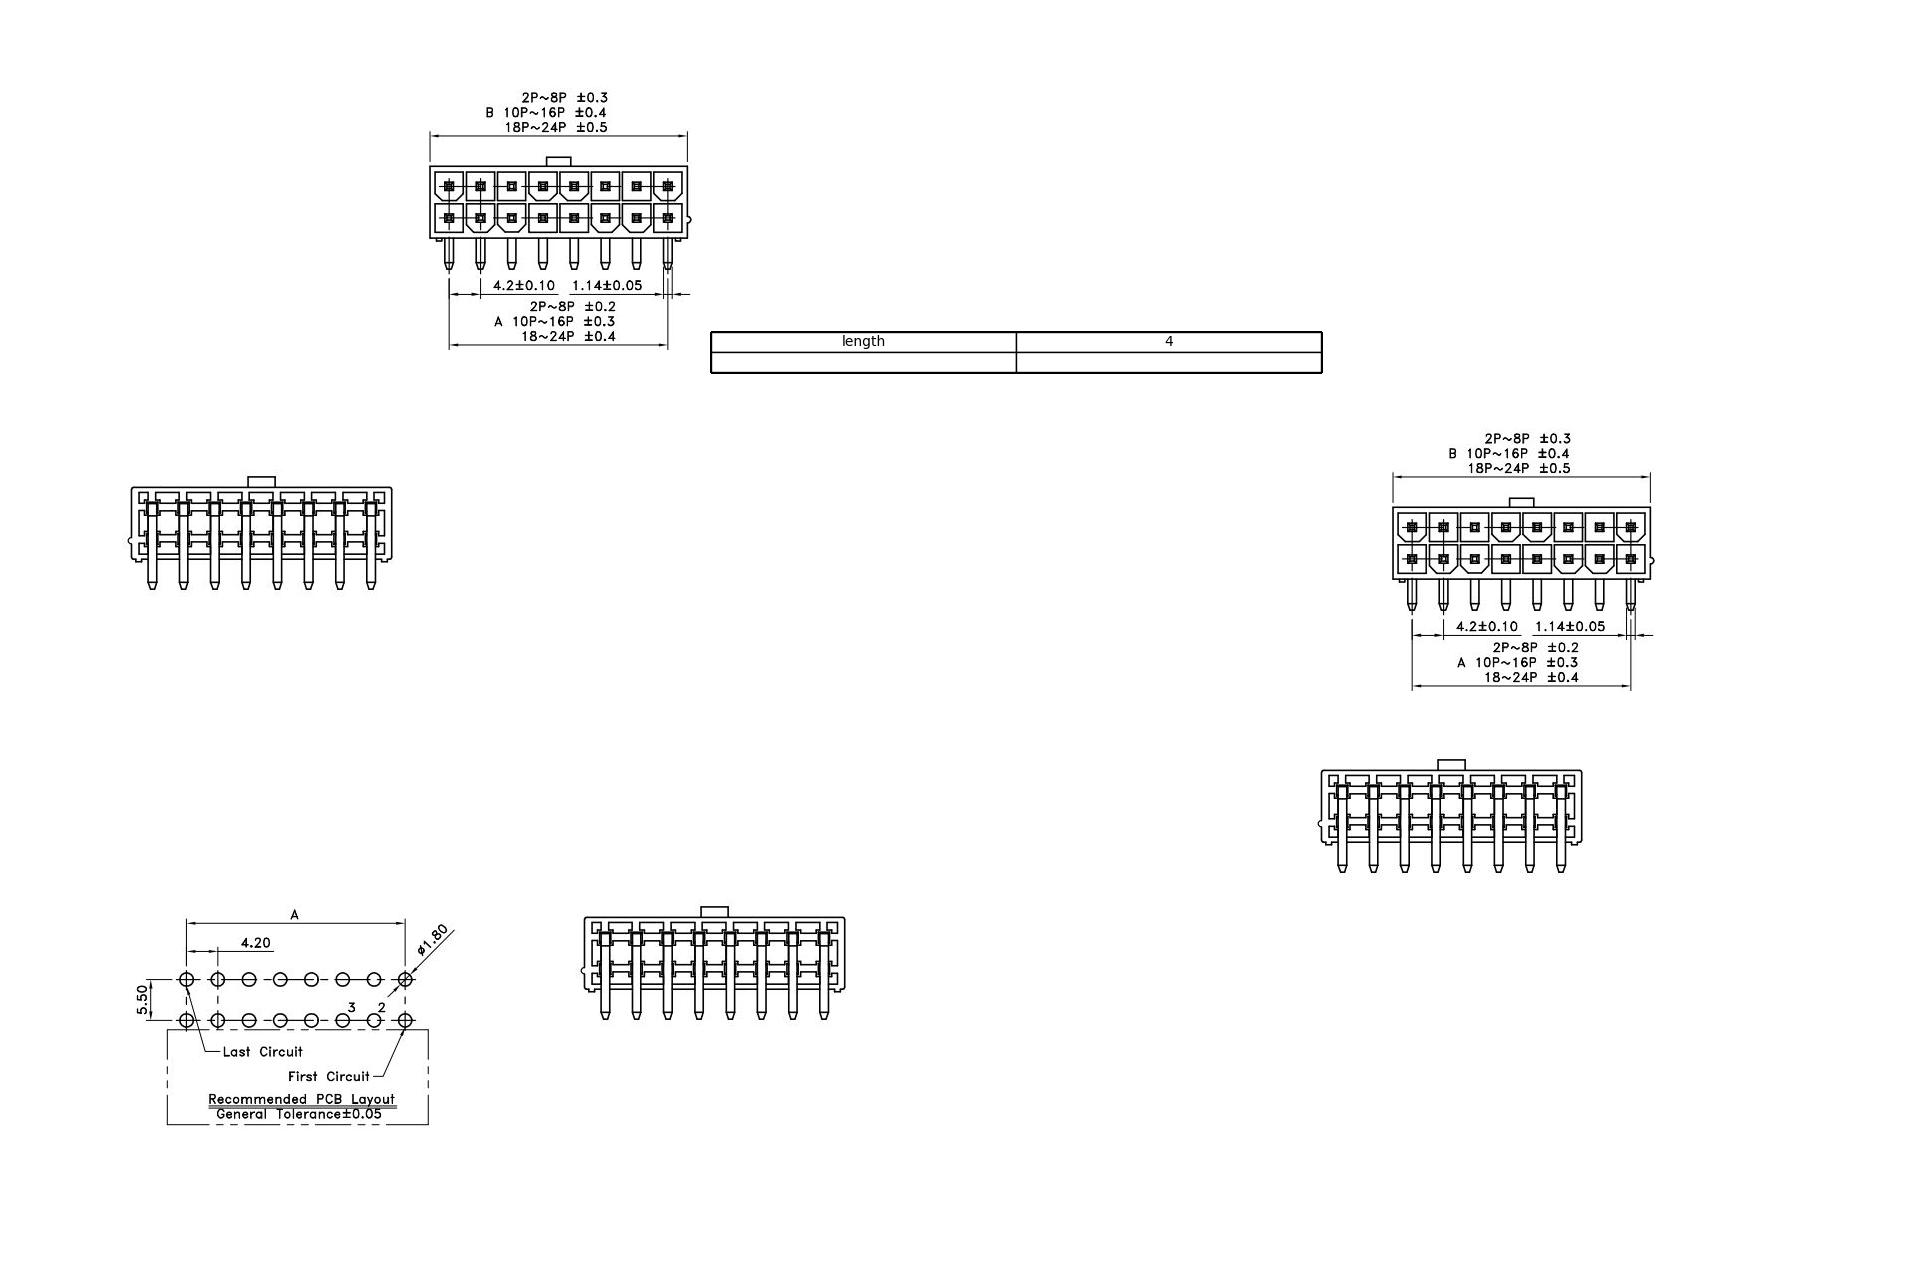 2P~8P ±0.3
B 10P~16P ±0.4
18P~24P ±0.5
4.2±0.10 1.14±0.05
2P~8P ±0.2
A 10P~16P ±0.3
18~24P ±0.4
length 4
2P~8P ±0.3
B 10P~16P ±0.4
18P~24P ±0.5
4.2±0.10 1.14±0.05
2P~8P ±0.2
A 10P~16P ±0.3
18~24P ±0.4
A
4.20
ø1.80
5.50
3 2
Last Circuit
First Circuit
Recommended PCB Layout
General Tolerance±0.05